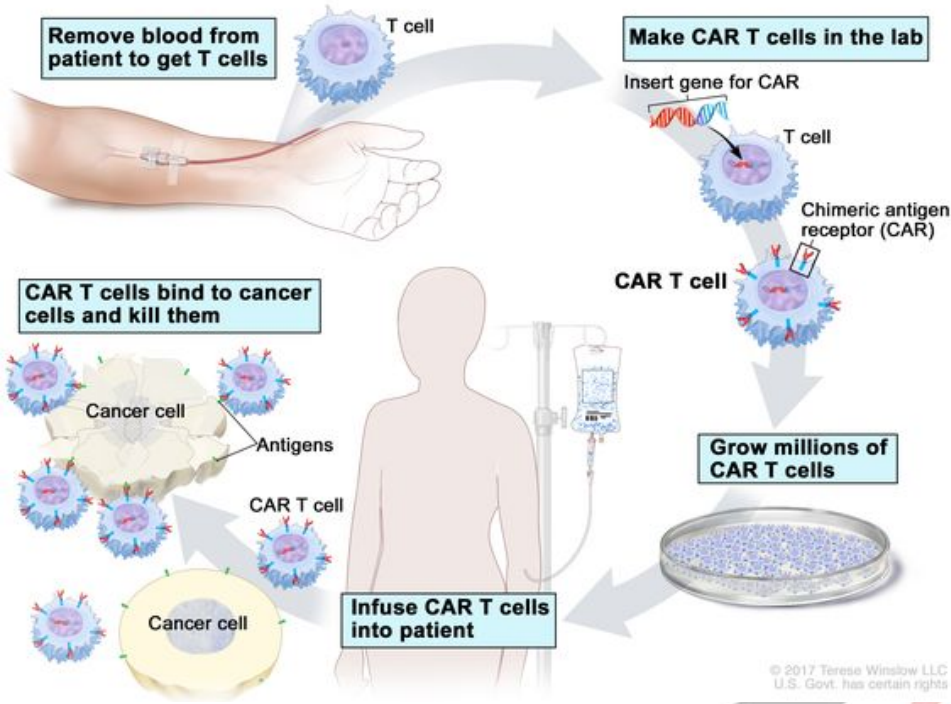 Remove blood from
patient to get T cells
T cell
Make CAR T cells in the lab
Insert gene for CAR
T cell
Chimeric antigen
receptor (CAR)
CAR T cell
Grow millions of
CAR T cells
Infuse CAR T cells
into patient
CAR T cells bind to cancer
cells and kill them
Cancer cell
Antigens
CAR T cell
Cancer cell
© 2017 Terese Winslow LLC
U.S. Govt. has certain rights